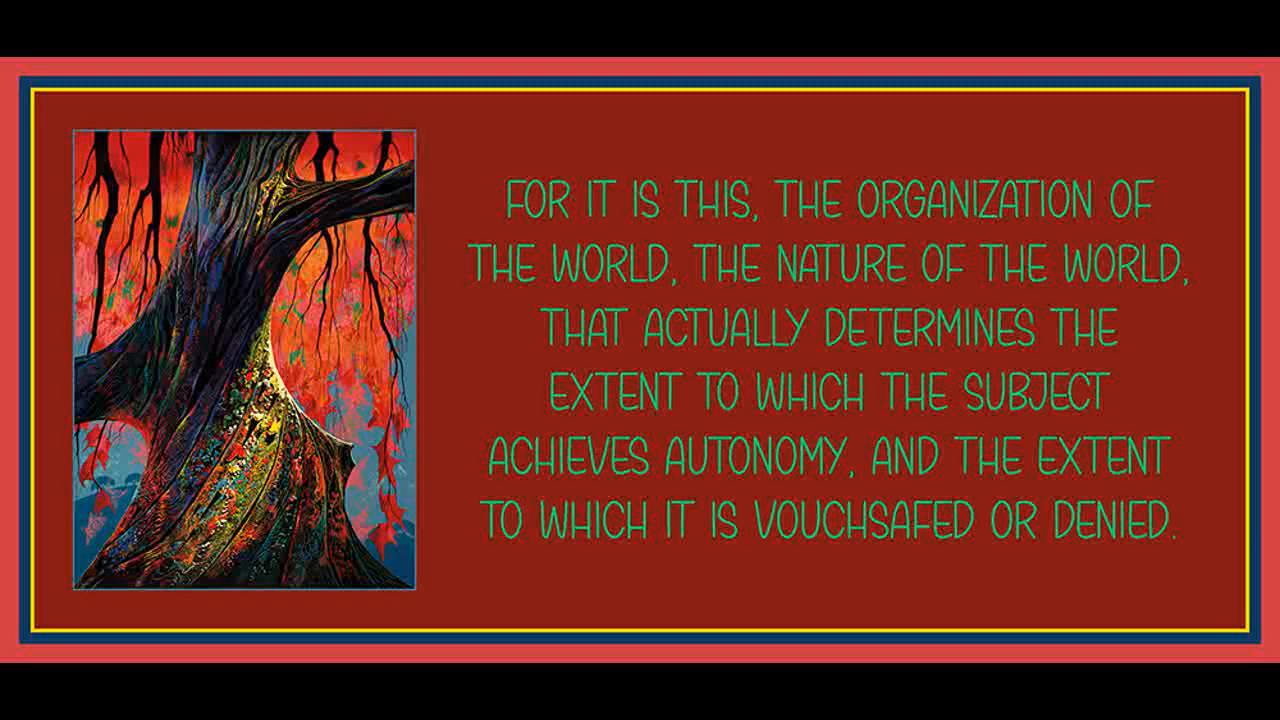 FOR IT IS THIS, THE ORGANIZATION OF
THE WORLD, THE NATURE OF THE WORLD,
THAT ACTUALLY DETERMINES THE
EXTENT TO WHICH THE SUBJECT
ACHIEVES AUTONOMY, AND THE EXTENT
TO WHICH IT IS VOUCHSAFED OR DENIED.